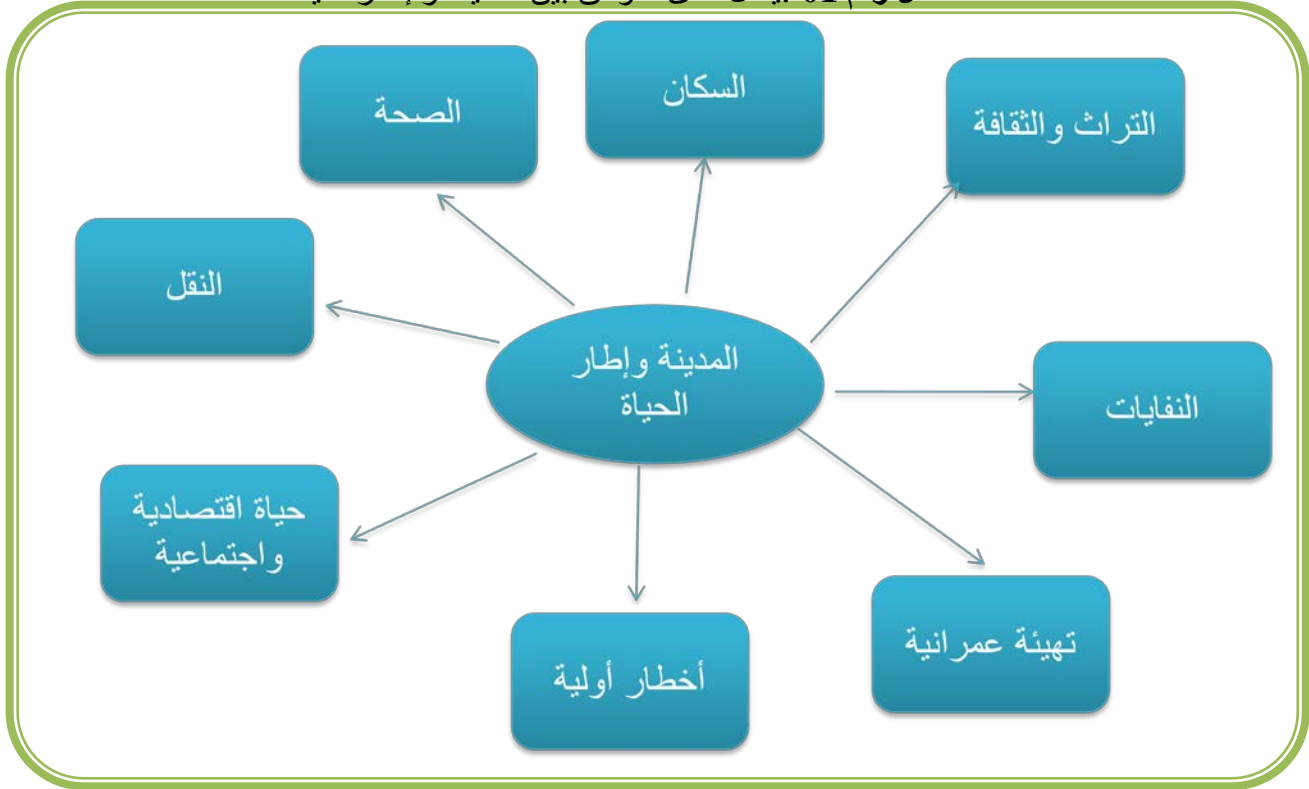 السكان
التراث والثقافة
الصحة
النقل
المدينة وإطار
الحياة
النفايات
حياة اقتصادية
واجتماعية
تهيئة عمرانية
أخطار أولية